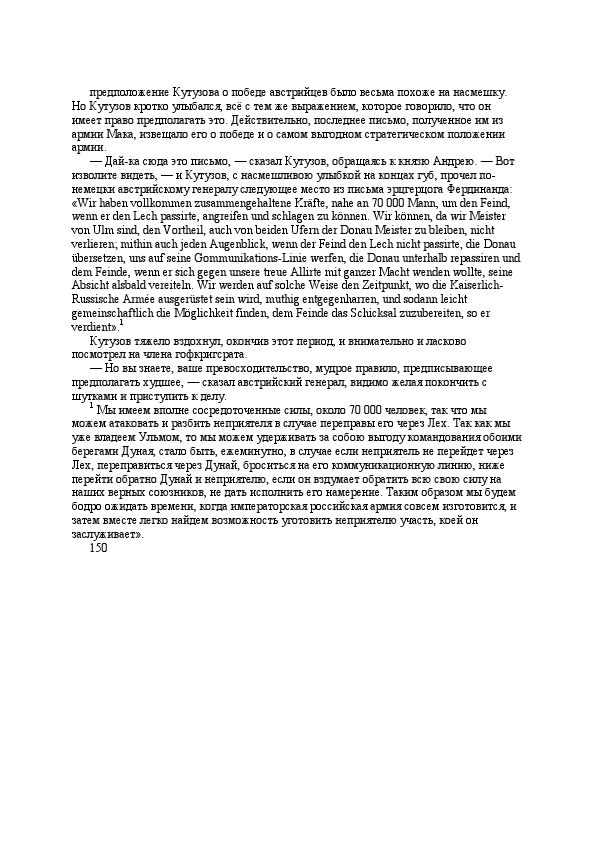 предположение Кутузова о победе австрийцев было весьма похоже на насмешку.
Но Кутузов кротко улыбался, всё с тем же выражением, которое говорило, что он
имеет право предполагать это. Действительно, последнее письмо, полученное им из
армии Мака, извещало его о победе и о самом выгодном стратегическом положении
армии.
— Дай-ка сюда это письмо, — сказал Кутузов, обращаясь к князю Андрею. — Вот
изволите видеть, — и Кутузов, с насмешливою улыбкой на концах губ, прочел по-
немецки австрийскому генералу следующее место из письма эрцгерцога Фердинанда:
«Wir haben vollkommen zusammengehaltene Kräfte, nahe an 70 000 Mann, um den Feind,
wenn er den Lech passirte, angreifen und schlagen zu können. Wir können, da wir Meister
von Ulm sind, den Vortheil, auch von beiden Ufern der Donau Meister zu bleiben, nicht
verlieren; mithin auch jeden Augenblick, wenn der Feind den Lech nicht passirte, die Donau
übersetzen, uns auf seine Gommunikations-Linie werfen, die Donau unterhalb repassiren und
dem Feinde, wenn er sich gegen unsere treue Allirte mit ganzer Macht wenden wollte, seine
Absicht alsbald vereiteln. Wir werden auf solche Weise den Zeitpunkt, wo die Kaiserlich-
Russische Armée ausgerüstet sein wird, muthig entgegenharren, und sodann leicht
gemeinschaftlich die Möglichkeit finden, dem Feinde das Schicksal zuzubereiten, so er
verdient».1
Кутузов тяжело вздохнул, окончив этот период, и внимательно и ласково
посмотрел на члена гофкригсрата.
— Но вы знаете, ваше превосходительство, мудрое правило, предписывающее
предполагать худшее, — сказал австрийский генерал, видимо желая покончить с
шутками и приступить к делу.
1 Мы имеем вполне сосредоточенные силы, около 70 000 человек, так что мы
можем атаковать и разбить неприятеля в случае переправы его через Лех. Так как мы
уже владеем Ульмом, то мы можем удерживать за собою выгоду командования обоими
берегами Дуная, стало быть, ежеминутно, в случае если неприятель не перейдет через
Лех, переправиться через Дунай, броситься на его коммуникационную линию, ниже
перейти обратно Дунай и неприятелю, если он вздумает обратить всю свою силу на
наших верных союзников, не дать исполнить его намерение. Таким образом мы будем
бодро ожидать времени, когда императорская российская армия совсем изготовится, и
затем вместе легко найдем возможность уготовить неприятелю участь, коей он
заслуживает».
150